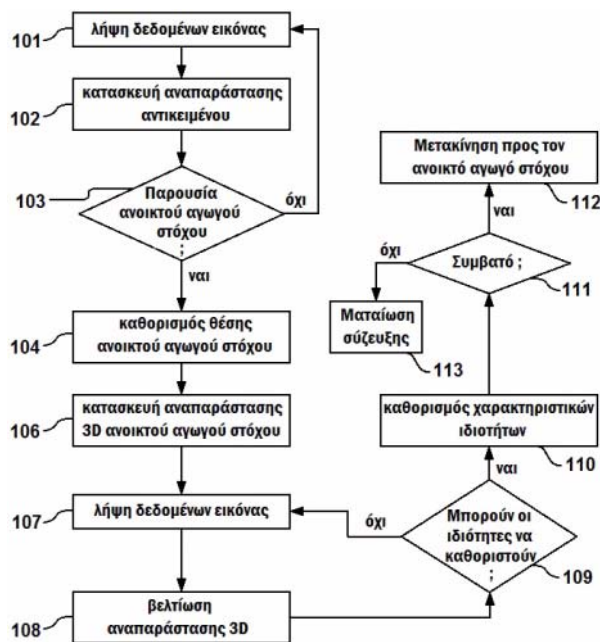 101
λήψη δεδομένων εικόνας
102
κατασκευή αναπαράστασης
αντικειμένου
103
Παρουσία
ανοικτού αγωγού
στόχου
;
όχι
ναι
104
καθορισμός θέσης
ανοικτού αγωγού στόχου
106
κατασκευή αναπαράστασης
3D ανοικτού αγωγού στόχου
107
λήψη δεδομένων εικόνας
108
βελτίωση
αναπαράστασης 3D
Μπορούν οι
ιδιότητες να
καθοριστούν
;
109
όχι
ναι
καθορισμός χαρακτηριστικών
ιδιοτήτων
110
Συμβατό ;
111
όχι
ναι
Μετακίνηση προς τον
ανοικτό αγωγό στόχου
112
Ματαίωση
σύζευξης
113